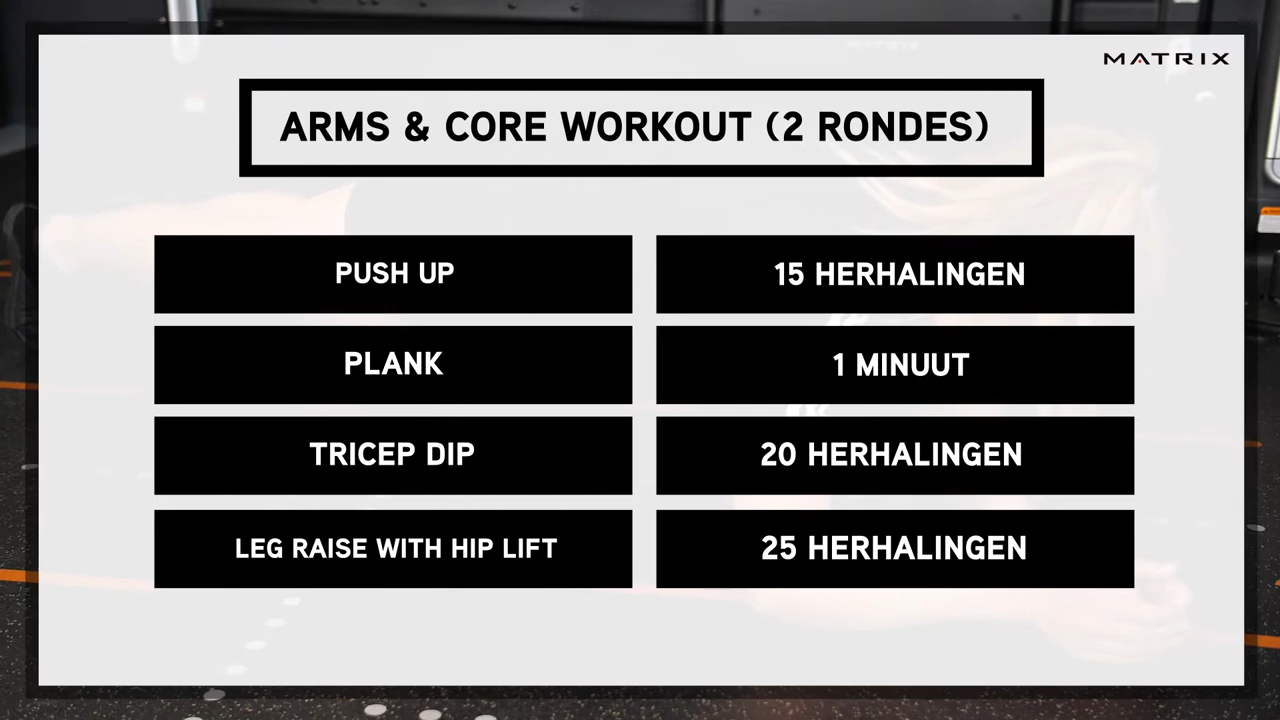 MATRIX
ARMS & CORE WORKOUT (2 RONDES)
PUSH UP
15 HERHALINGEN
PLANK
1 MINUUT
TRICEP DIP
20 HERHALINGEN
LEG RAISE WITH HIP LIFT
25 HERHALINGEN